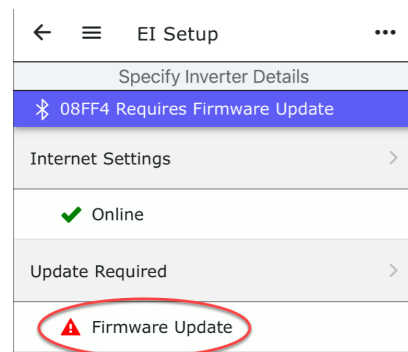 EI Setup
Specify Inverter Details
08FF4 Requires Firmware Update
Internet Settings
Online
Update Required
Firmware Update